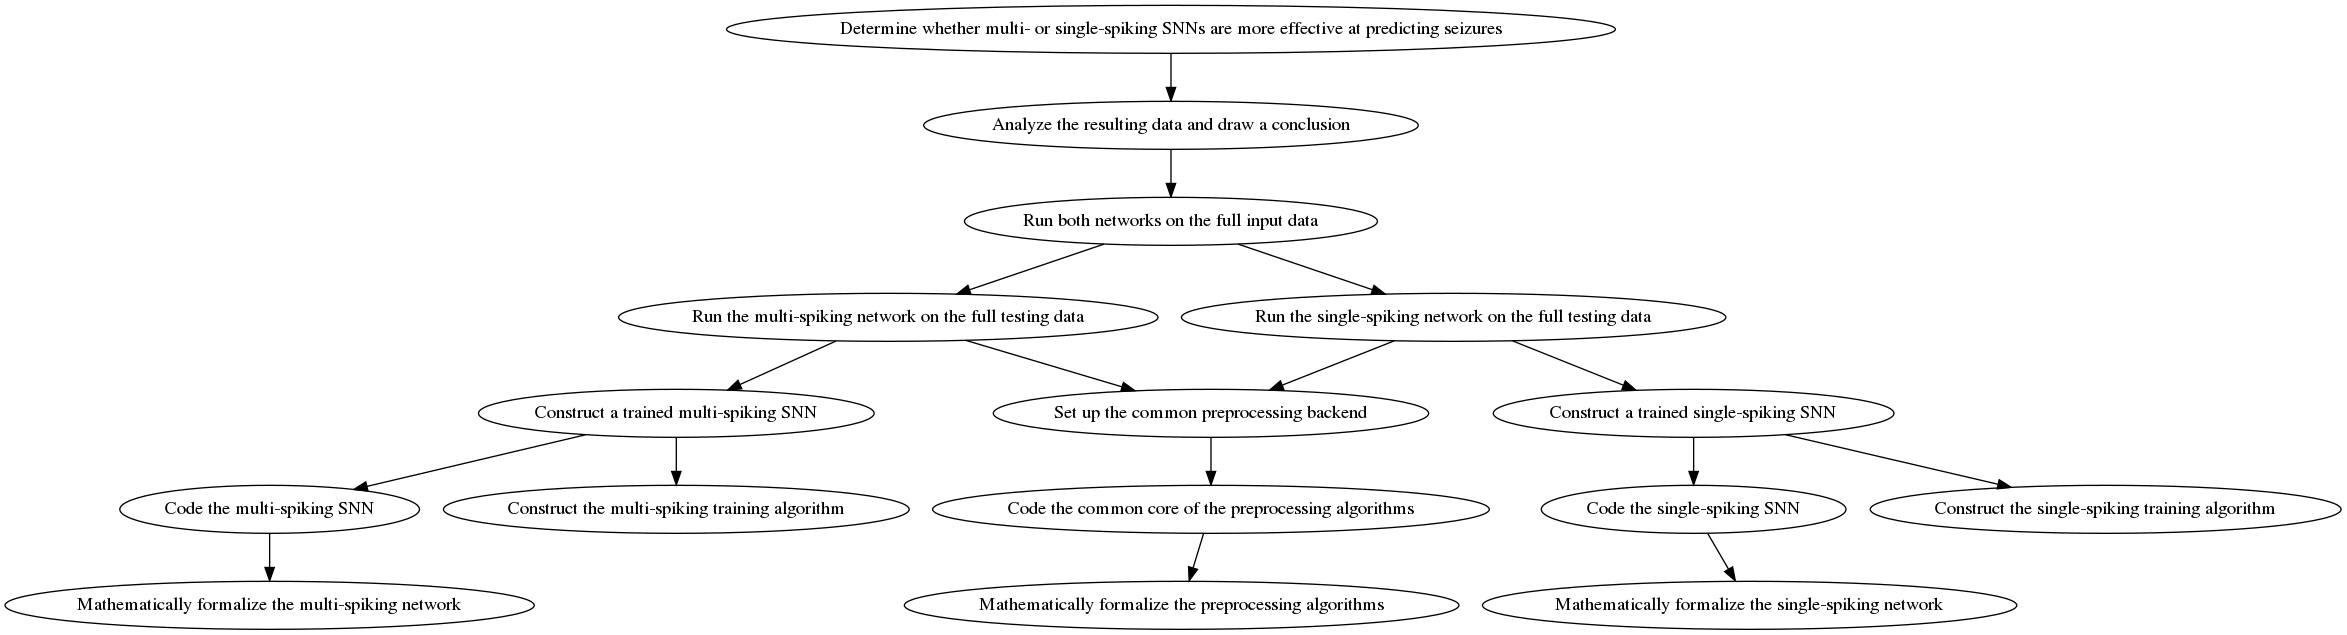 Determine whether multi- or single-spiking SNNs are more effective at predicting seizures
Analyze the resulting data and draw a conclusion
Run both networks on the full input data
Run the multi-spiking network on the full testing data
Run the single-spiking network on the full testing data
Construct a trained multi-spiking SNN
Set up the common preprocessing backend
Construct a trained single-spiking SNN
Code the multi-spiking SNN
Construct the multi-spiking training algorithm
Code the common core of the preprocessing algorithms
Code the single-spiking SNN
Construct the single-spiking training algorithm
Mathematically formalize the multi-spiking network
Mathematically formalize the preprocessing algorithms
Mathematically formalize the single-spiking network